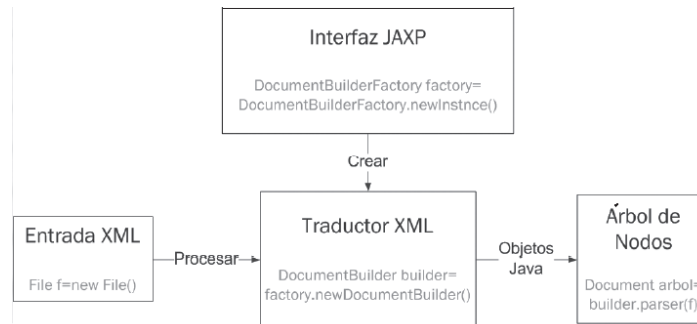 Interfaz JAXP
DocumentBuilderFactory factory=
DocumentBuilderFactory.newInstnce()
Crear
Entrada XML
File f=new File()
Procesar
Traductor XML
DocumentBuilder builder=
factory.newDocumentBuilder()
Objetos
Java
Árbol de
Nodos
Document arbol=
builder.parser(f)